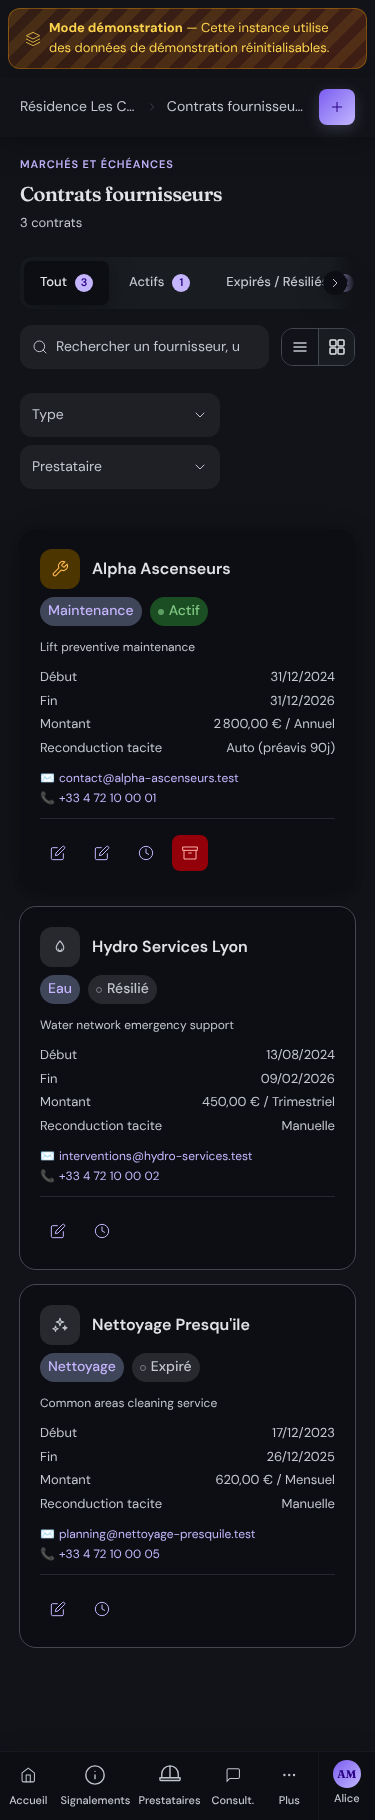 Mode démonstration — Cette instance utilise
des données de démonstration réinitialisables.
Résidence Les C... > Contrats fournisseu...
MARCHÉS ET ÉCHÉANCES
Contrats fournisseurs
3 contrats
Tout 3 Actifs 1 Expirés / Résiliés
Rechercher un fournisseur, u
Type
Prestataire
Alpha Ascenseurs
Maintenance Actif
Lift preventive maintenance
Début 31/12/2024
Fin 31/12/2026
Montant 2 800,00 € / Annuel
Reconduction tacite Auto (préavis 90j)
contact@alpha-ascenseurs.test
+33 4 72 10 00 01
Hydro Services Lyon
Eau Résilié
Water network emergency support
Début 13/08/2024
Fin 09/02/2026
Montant 450,00 € / Trimestriel
Reconduction tacite Manuelle
interventions@hydro-services.test
+33 4 72 10 00 02
Nettoyage Presqu'ile
Nettoyage Expiré
Common areas cleaning service
Début 17/12/2023
Fin 26/12/2025
Montant 620,00 € / Mensuel
Reconduction tacite Manuelle
planning@nettoyage-presquile.test
+33 4 72 10 00 05
AM
Accueil Signalements Prestataires Consult. Plus Alice